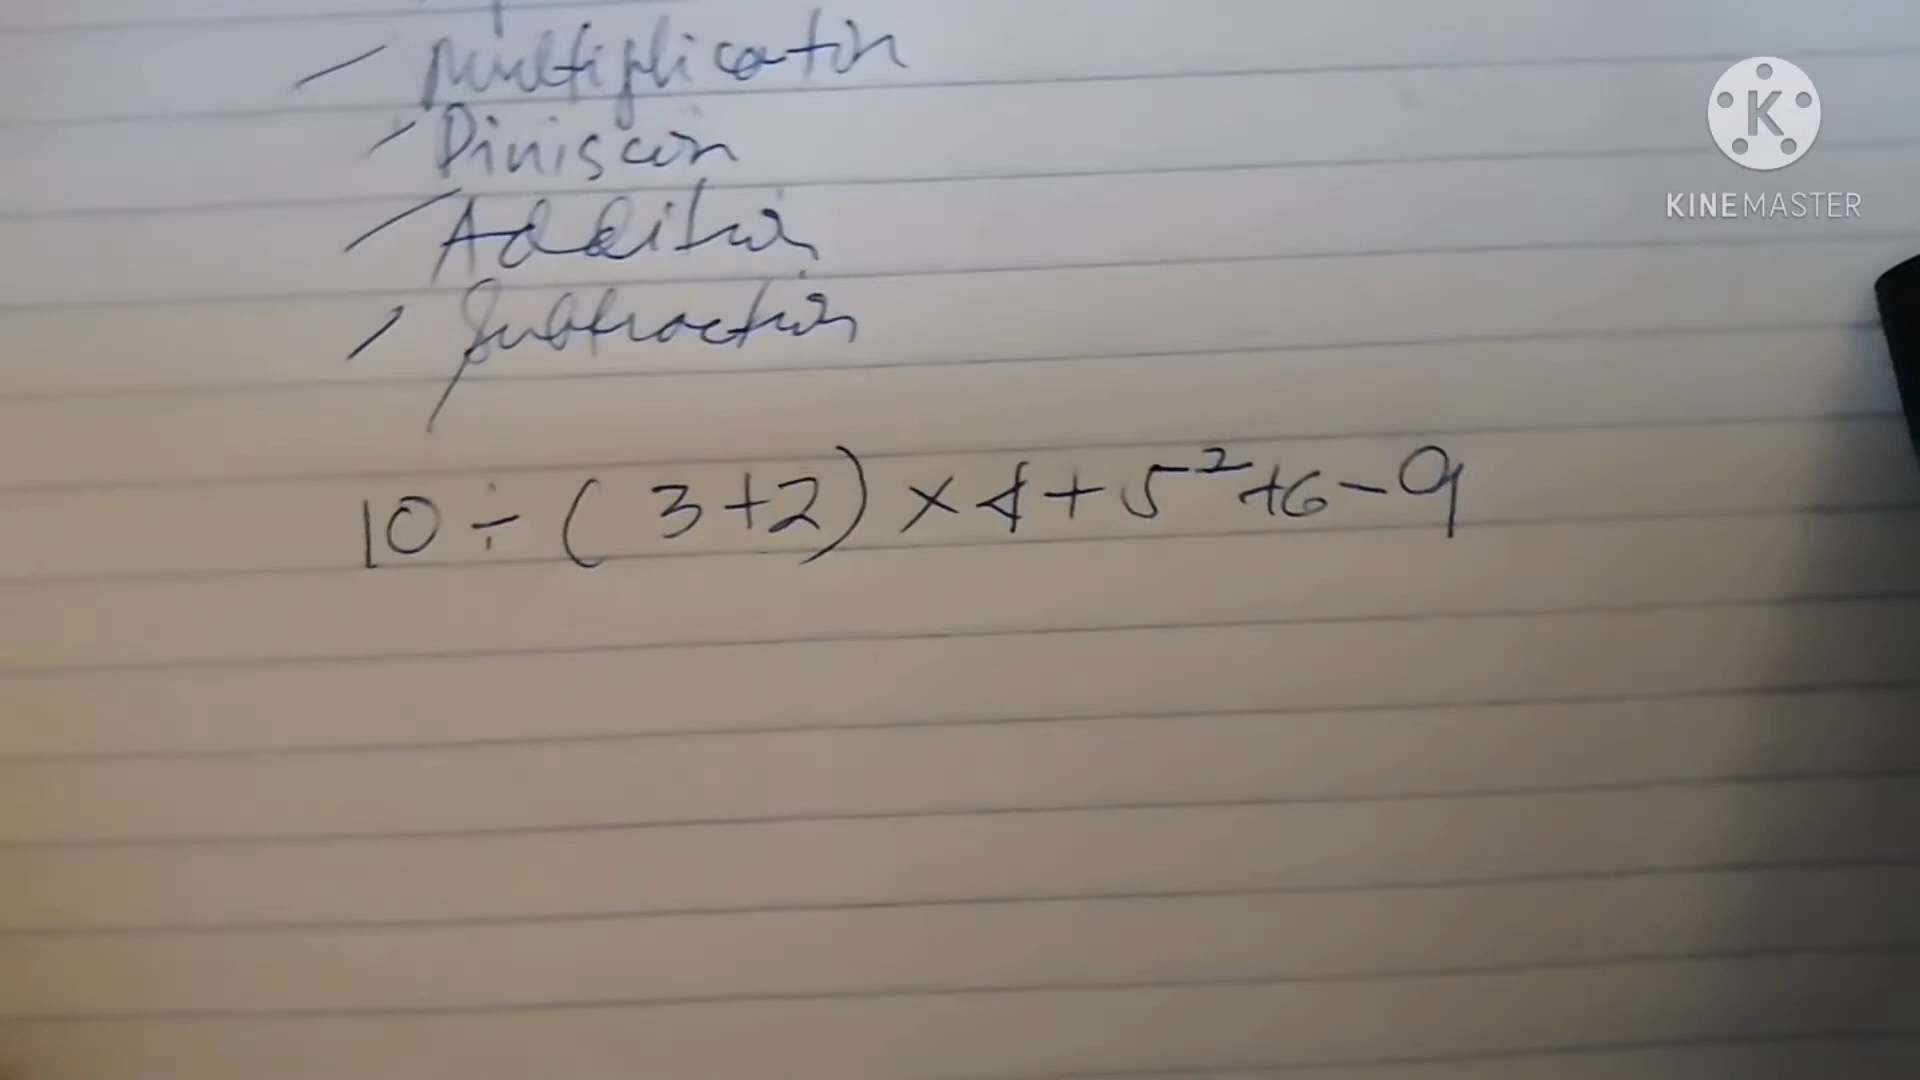 Multiplication
Division
Addition
Subtraction
10 ÷ ( 3+2) × 4 + 5² +6 - 9
K
KINEMASTER